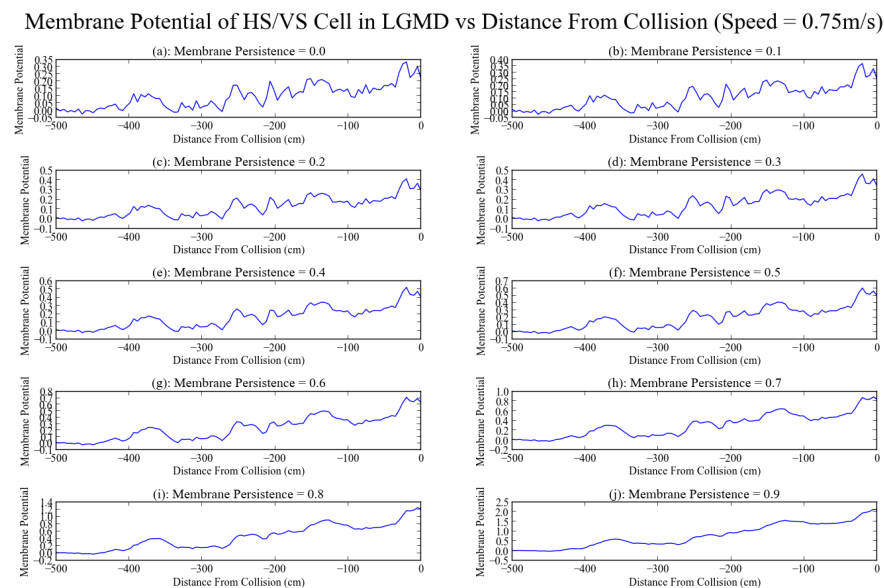 Membrane Potential of HS/VS Cell in LGMD vs Distance From Collision (Speed = 0.75m/s)
(a): Membrane Persistence = 0.0
Membrane Potential
0.35
0.30
0.25
0.20
0.15
0.10
0.05
0.00
−0.05
−500 −400 −300 −200 −100 0
Distance From Collision (cm)
(b): Membrane Persistence = 0.1
Membrane Potential
0.40
0.35
0.30
0.25
0.20
0.15
0.10
0.05
0.00
−0.05
−500 −400 −300 −200 −100 0
Distance From Collision (cm)
(c): Membrane Persistence = 0.2
Membrane Potential
0.5
0.4
0.3
0.2
0.1
0.0
−0.1
−500 −400 −300 −200 −100 0
Distance From Collision (cm)
(d): Membrane Persistence = 0.3
Membrane Potential
0.5
0.4
0.3
0.2
0.1
0.0
−0.1
−500 −400 −300 −200 −100 0
Distance From Collision (cm)
(e): Membrane Persistence = 0.4
Membrane Potential
0.6
0.5
0.4
0.3
0.2
0.1
0.0
−0.1
−500 −400 −300 −200 −100 0
Distance From Collision (cm)
(f): Membrane Persistence = 0.5
Membrane Potential
0.7
0.6
0.5
0.4
0.3
0.2
0.1
0.0
−0.1
−500 −400 −300 −200 −100 0
Distance From Collision (cm)
(g): Membrane Persistence = 0.6
Membrane Potential
0.8
0.7
0.6
0.5
0.4
0.3
0.2
0.1
0.0
−0.1
−500 −400 −300 −200 −100 0
Distance From Collision (cm)
(h): Membrane Persistence = 0.7
Membrane Potential
1.0
0.8
0.6
0.4
0.2
0.0
−0.2
−500 −400 −300 −200 −100 0
Distance From Collision (cm)
(i): Membrane Persistence = 0.8
Membrane Potential
1.4
1.2
1.0
0.8
0.6
0.4
0.2
0.0
−0.2
−500 −400 −300 −200 −100 0
Distance From Collision (cm)
(j): Membrane Persistence = 0.9
Membrane Potential
2.5
2.0
1.5
1.0
0.5
0.0
−0.5
−500 −400 −300 −200 −100 0
Distance From Collision (cm)